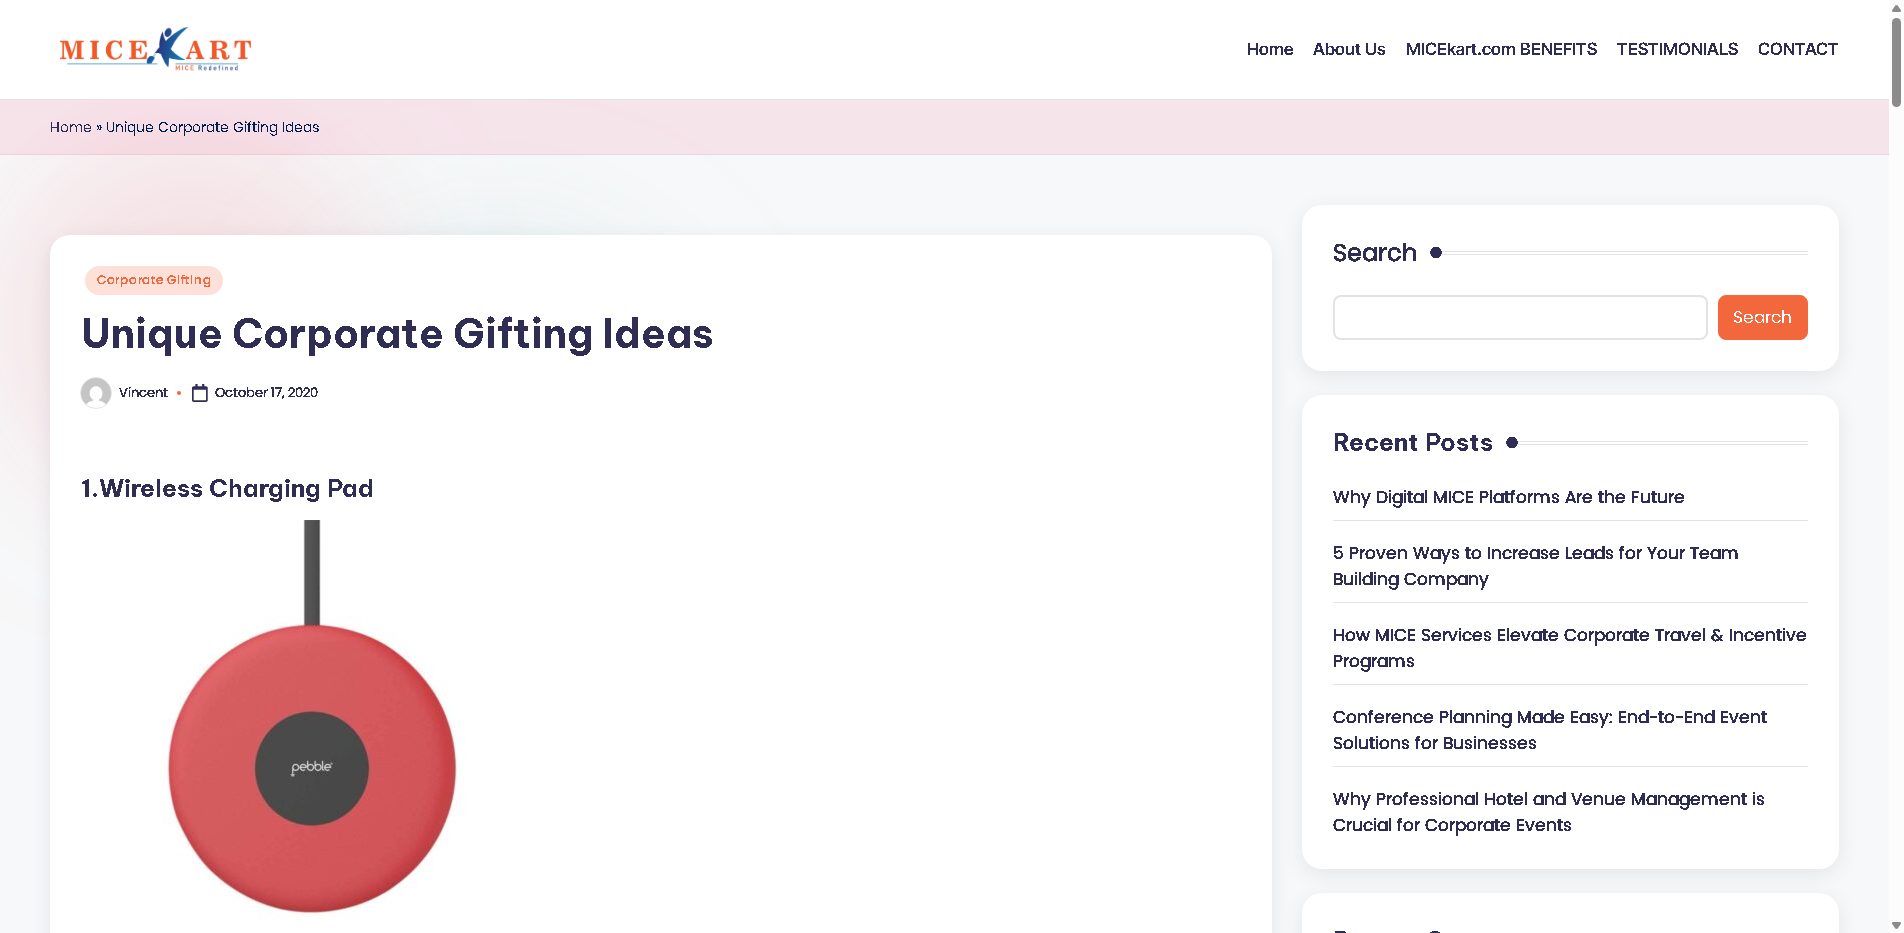 MICEKART
MICE Redefined
Home About Us MICEkart.com BENEFITS TESTIMONIALS CONTACT
Home » Unique Corporate Gifting Ideas
Corporate Gifting
Unique Corporate Gifting Ideas
Vincent • October 17, 2020
1.Wireless Charging Pad
pebble
Search
Search
Recent Posts
Why Digital MICE Platforms Are the Future
5 Proven Ways to Increase Leads for Your Team
Building Company
How MICE Services Elevate Corporate Travel & Incentive
Programs
Conference Planning Made Easy: End-to-End Event
Solutions for Businesses
Why Professional Hotel and Venue Management is
Crucial for Corporate Events